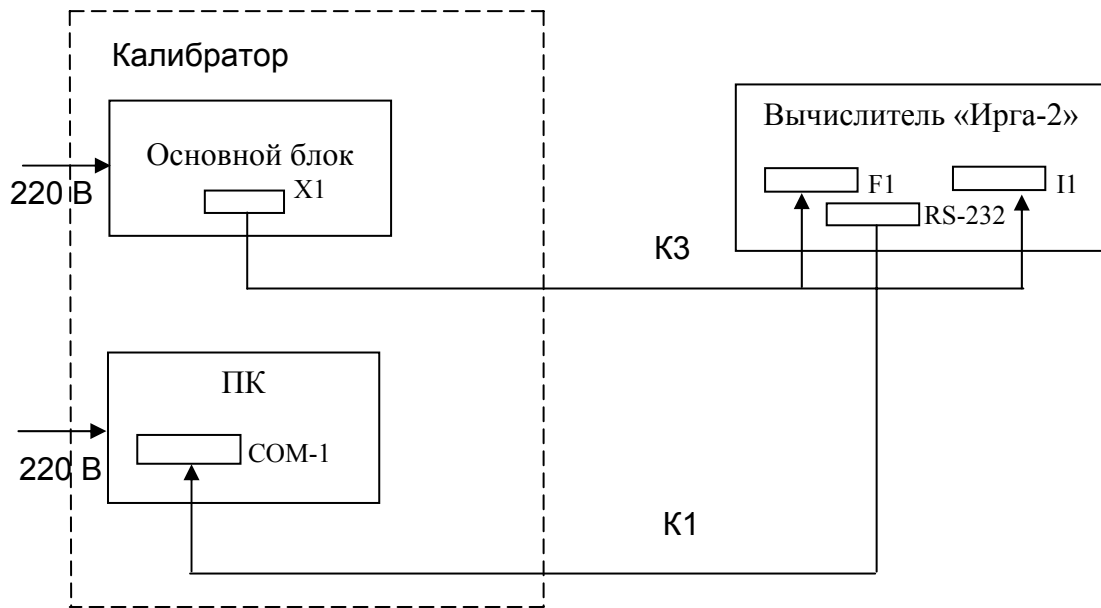 Калибратор
Основной блок
X1
220 В
Вычислитель «Ирга-2»
F1
I1
RS-232
К3
ПК
COM-1
220 В
К1